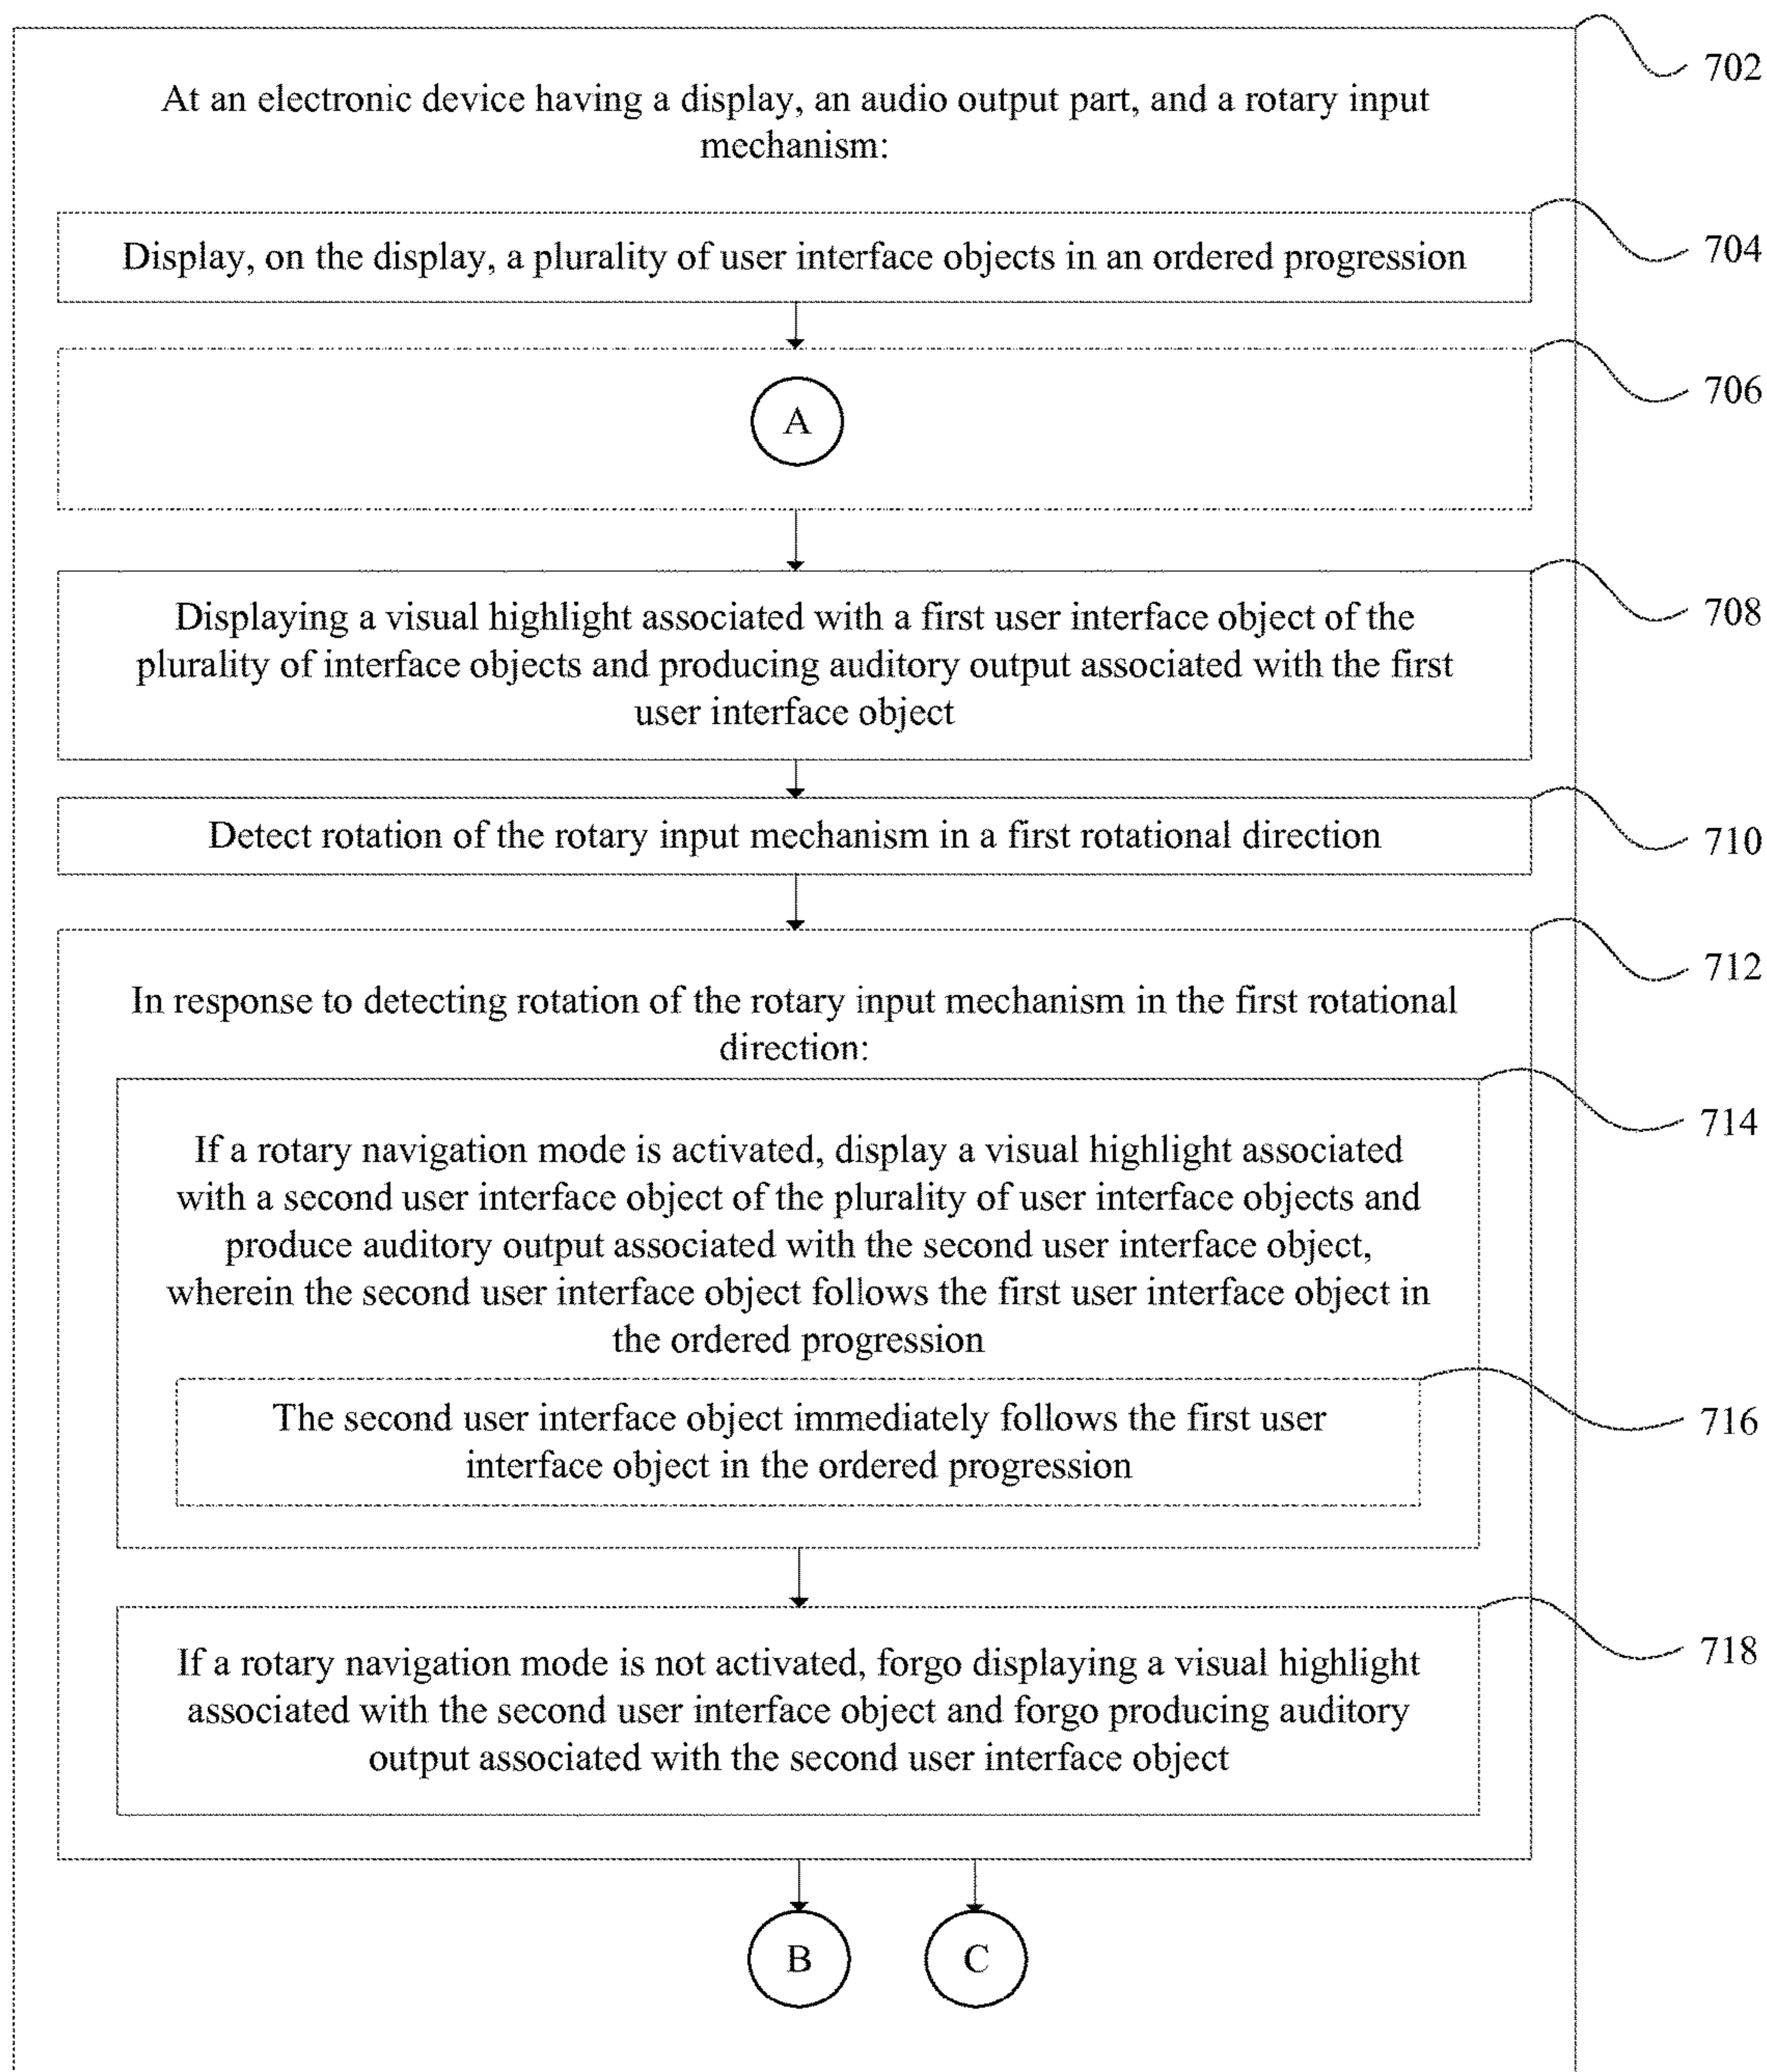 702
At an electronic device having a display, an audio output part, and a rotary input
mechanism:
704
Display, on the display, a plurality of user interface objects in an ordered progression
706
A
708
Displaying a visual highlight associated with a first user interface object of the
plurality of interface objects and producing auditory output associated with the first
user interface object
710
Detect rotation of the rotary input mechanism in a first rotational direction
712
In response to detecting rotation of the rotary input mechanism in the first rotational
direction:
714
If a rotary navigation mode is activated, display a visual highlight associated
with a second user interface object of the plurality of user interface objects and
produce auditory output associated with the second user interface object,
wherein the second user interface object follows the first user interface object in
the ordered progression
716
The second user interface object immediately follows the first user
interface object in the ordered progression
718
If a rotary navigation mode is not activated, forgo displaying a visual highlight
associated with the second user interface object and forgo producing auditory
output associated with the second user interface object
B
C